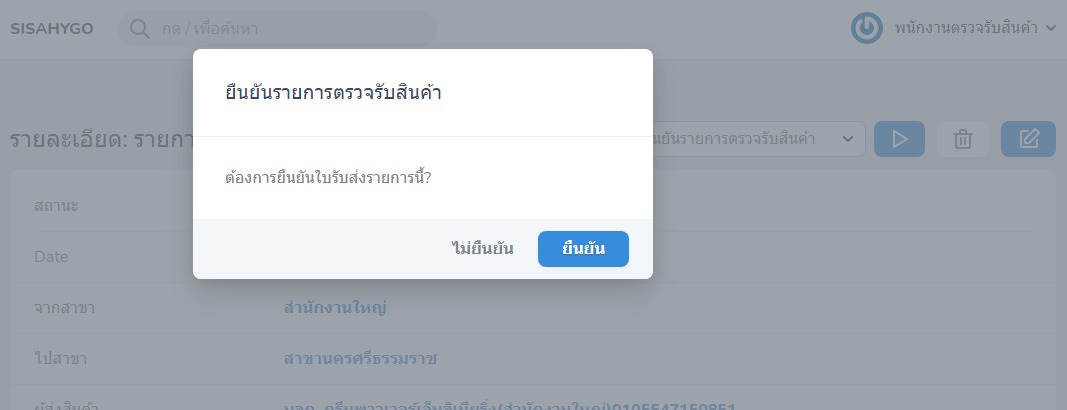 SISAHYGO
กด / เพื่อค้นหา
พนักงานตรวจรับสินค้า
ยืนยันรายการตรวจรับสินค้า
รายละเอียด: รายกา
นยันรายการตรวจรับสินค้า
ต้องการยืนยันใบรับส่งรายการนี้?
สถานะ
ไม่ยืนยัน
ยืนยัน
Date
จากสาขา
สำนักงานใหญ่
ไปสาขา
สาขานครศรีธรรมราช
ผู้ส่งสินค้า